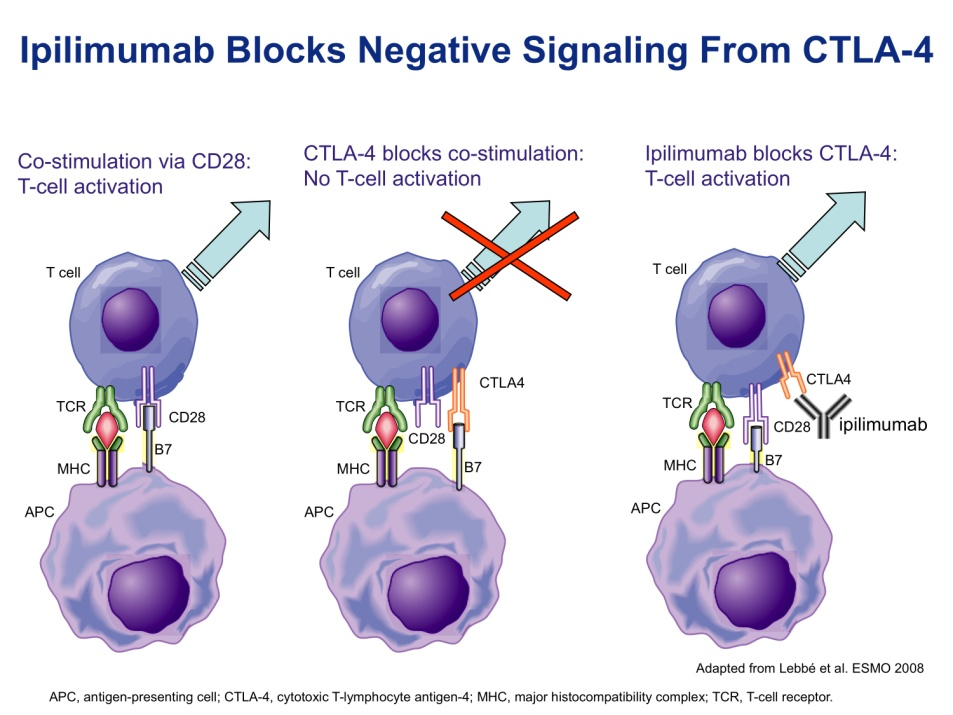 Ipilimumab Blocks Negative Signaling From CTLA-4
Co-stimulation via CD28:
T-cell activation
T cell
TCR
CD28
B7
MHC
APC
CTLA-4 blocks co-stimulation:
No T-cell activation
T cell
CTLA4
TCR
CD28
B7
MHC
APC
Ipilimumab blocks CTLA-4:
T-cell activation
T cell
CTLA4
TCR
CD28
ipilimumab
B7
MHC
APC
Adapted from Lebbé et al. ESMO 2008
APC, antigen-presenting cell; CTLA-4, cytotoxic T-lymphocyte antigen-4; MHC, major histocompatibility complex; TCR, T-cell receptor.